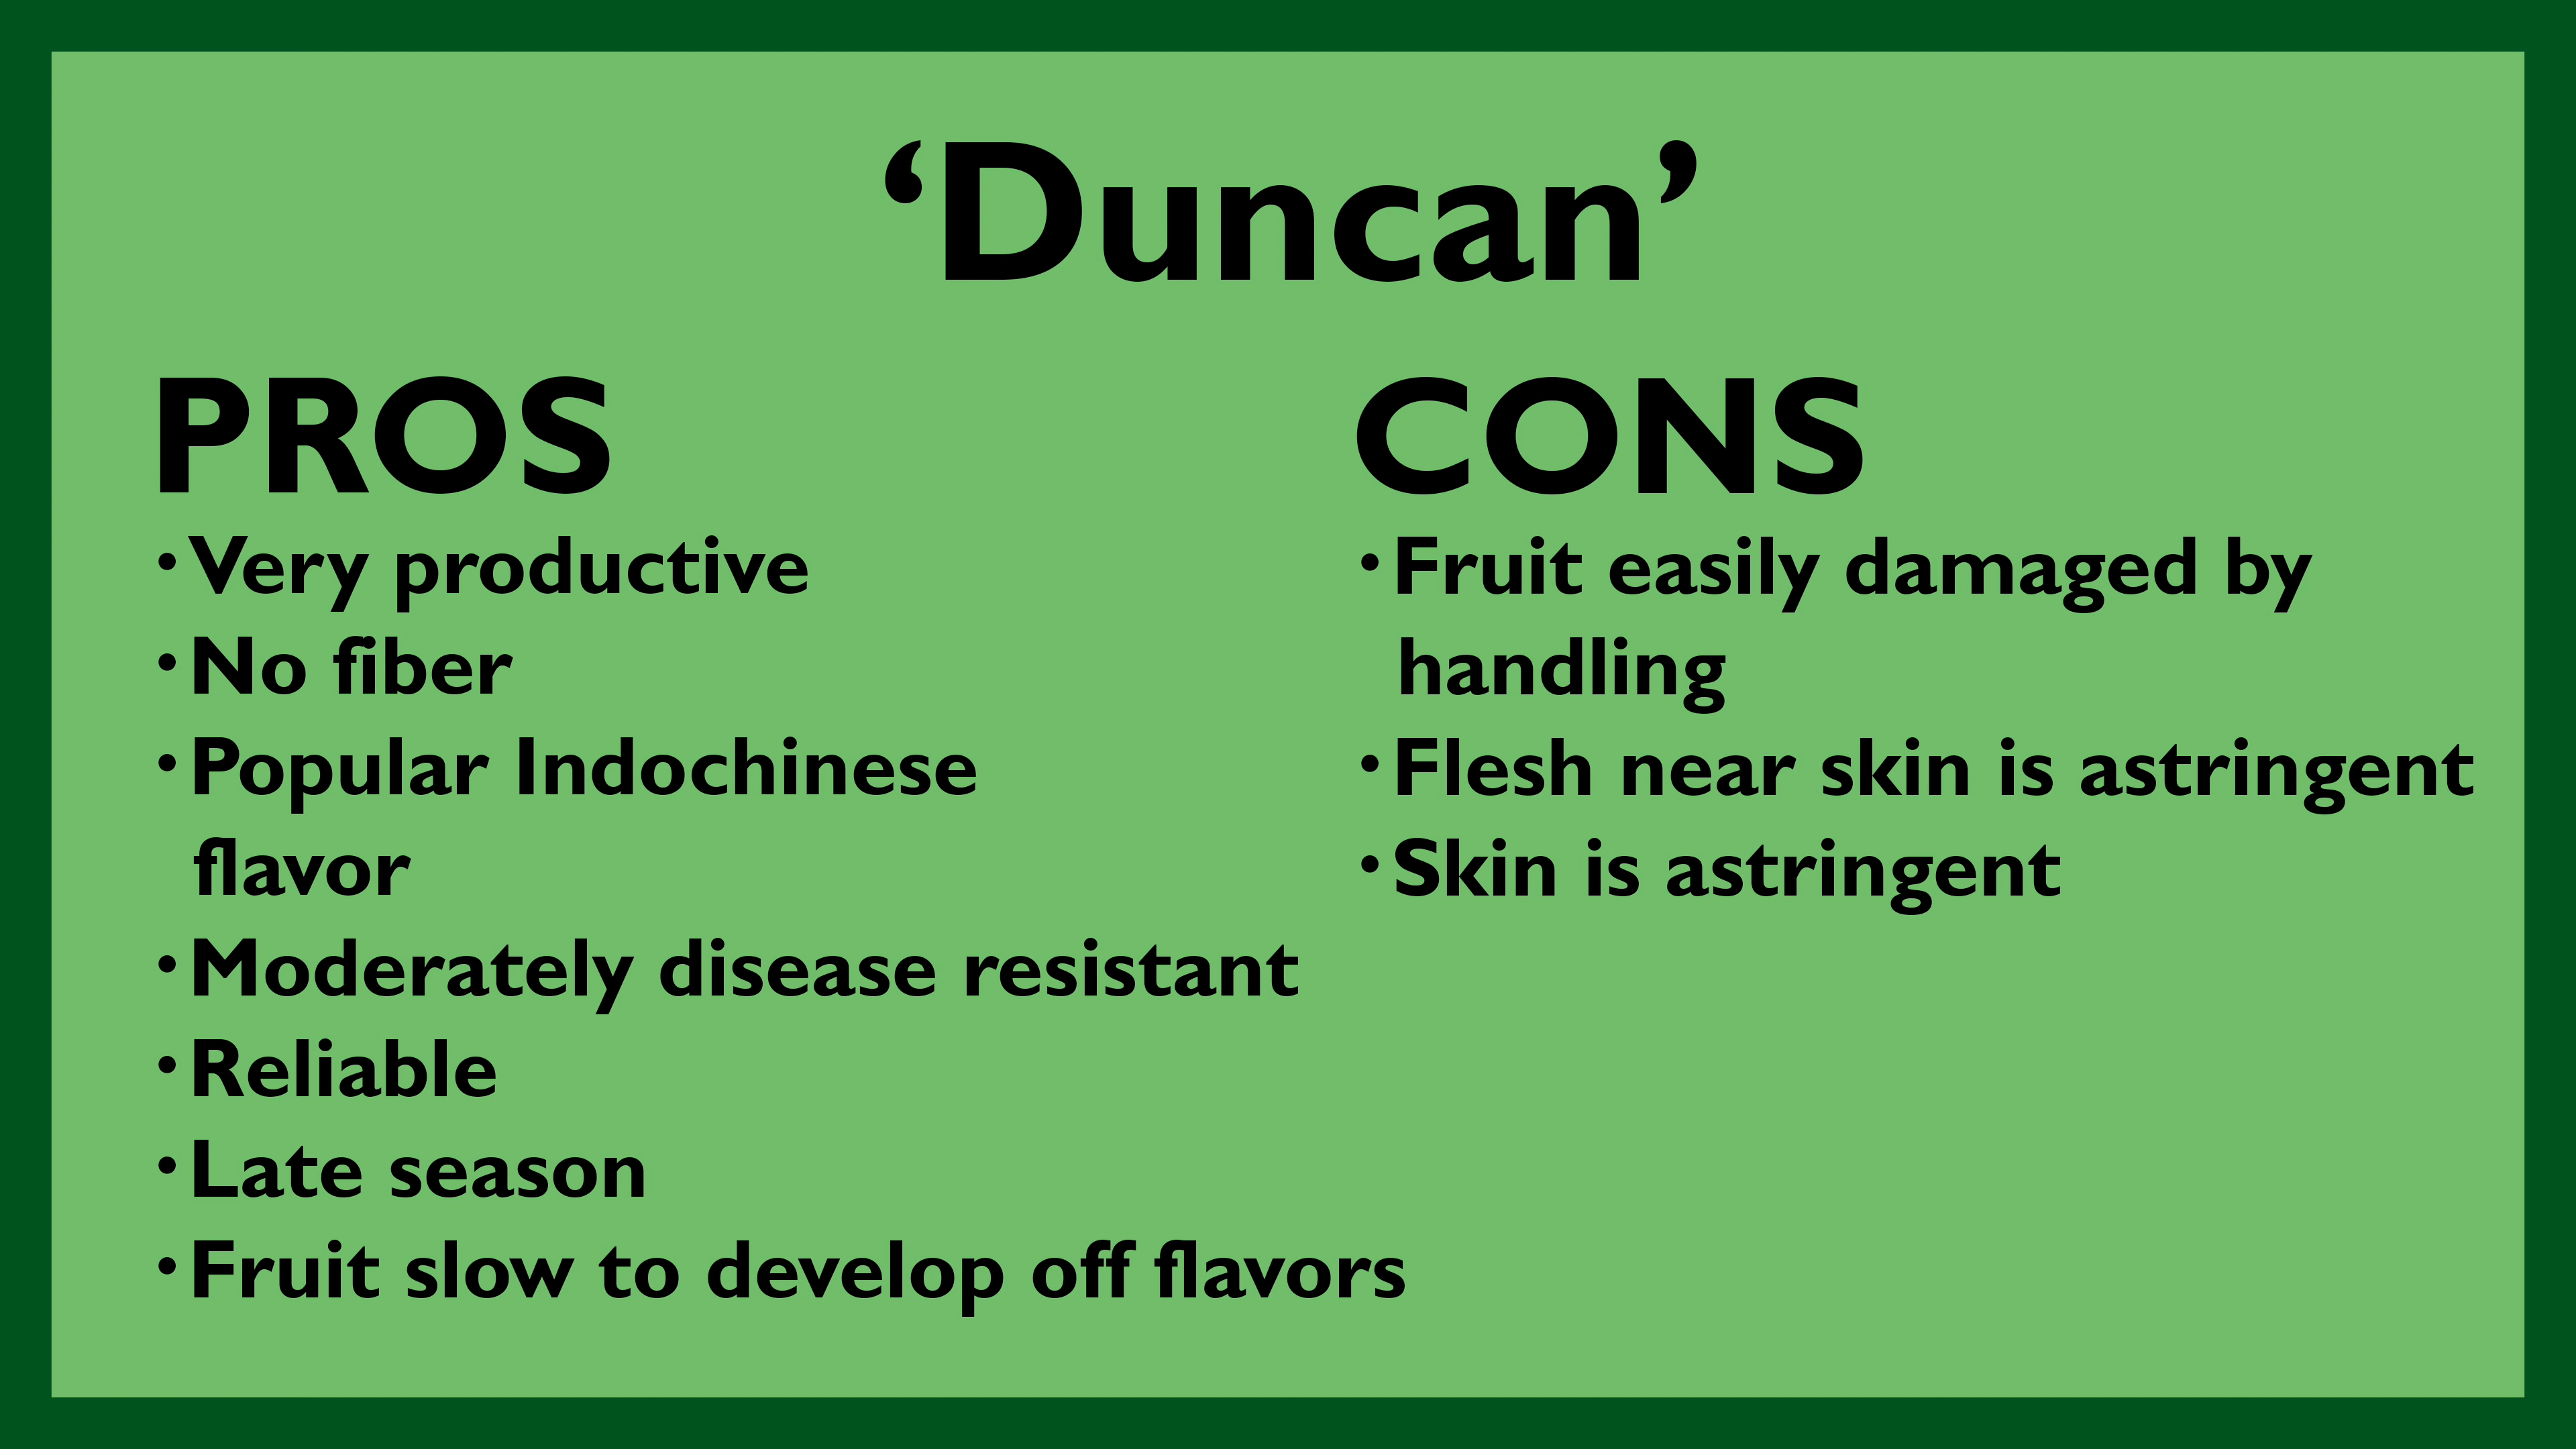 ‘Duncan’
PROS
•Very productive
•No fiber
•Popular Indochinese
flavor
•Moderately disease resistant
•Reliable
•Late season
•Fruit slow to develop off flavors
CONS
•Fruit easily damaged by
handling
•Flesh near skin is astringent
•Skin is astringent